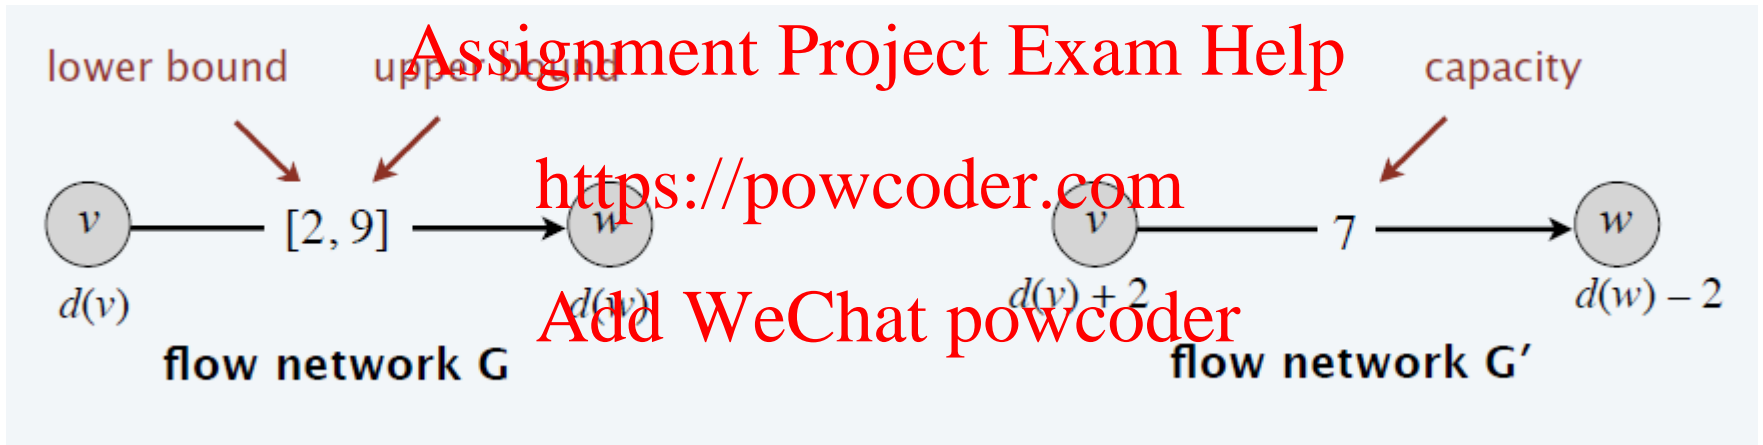 Assignment Project Exam Help
lower bound
upper bound
capacity
https://powcoder.com
v
[2, 9]
w
v
7
w
d(v)
d(w)
d(v) + 2
d(w) – 2
Add WeChat powcoder
flow network G
flow network G′